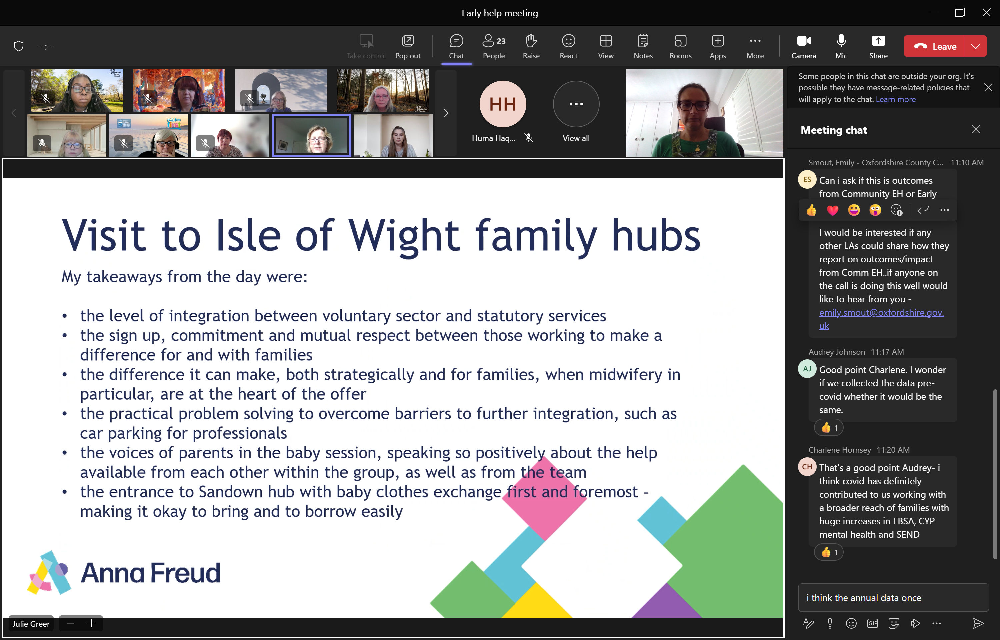 Early help meeting
--:--
Take control
Pop out
Chat
People
23
Raise
React
View
Notes
Rooms
Apps
More
Camera
Mic
Share
Leave
Bracknell Forest Council
west sussex county council
Children first
HH
Huma Haq...
View all
Some people in this chat are outside your org. It's
possible they have message-related policies that
will apply to the chat. Learn more
Meeting chat
Smout, Emily - Oxfordshire County C... 11:10 AM
ES
Can i ask if this is outcomes
from Community EH or Early
I would be interested if any
other LAs could share how they
report on outcomes/impact
from Comm EH..if anyone on
the call is doing this well would
like to hear from you -
emily.smout@oxfordshire.gov.
uk
Audrey Johnson 11:17 AM
AJ
Good point Charlene. I wonder
if we collected the data pre-
covid whether it would be the
same.
1
Charlene Hornsey 11:20 AM
CH
That's a good point Audrey- i
think covid has definitely
contributed to us working with
a broader reach of families with
huge increases in EBSA, CYP
mental health and SEND
1
i think the annual data once
GIF
Visit to Isle of Wight family hubs
My takeaways from the day were:
• the level of integration between voluntary sector and statutory services
• the sign up, commitment and mutual respect between those working to make a
difference for and with families
• the difference it can make, both strategically and for families, when midwifery in
particular, are at the heart of the offer
• the practical problem solving to overcome barriers to further integration, such as
car parking for professionals
• the voices of parents in the baby session, speaking so positively about the help
available from each other within the group, as well as from the team
• the entrance to Sandown hub with baby clothes exchange first and foremost -
making it okay to bring and to borrow easily
Anna Freud
Julie Greer